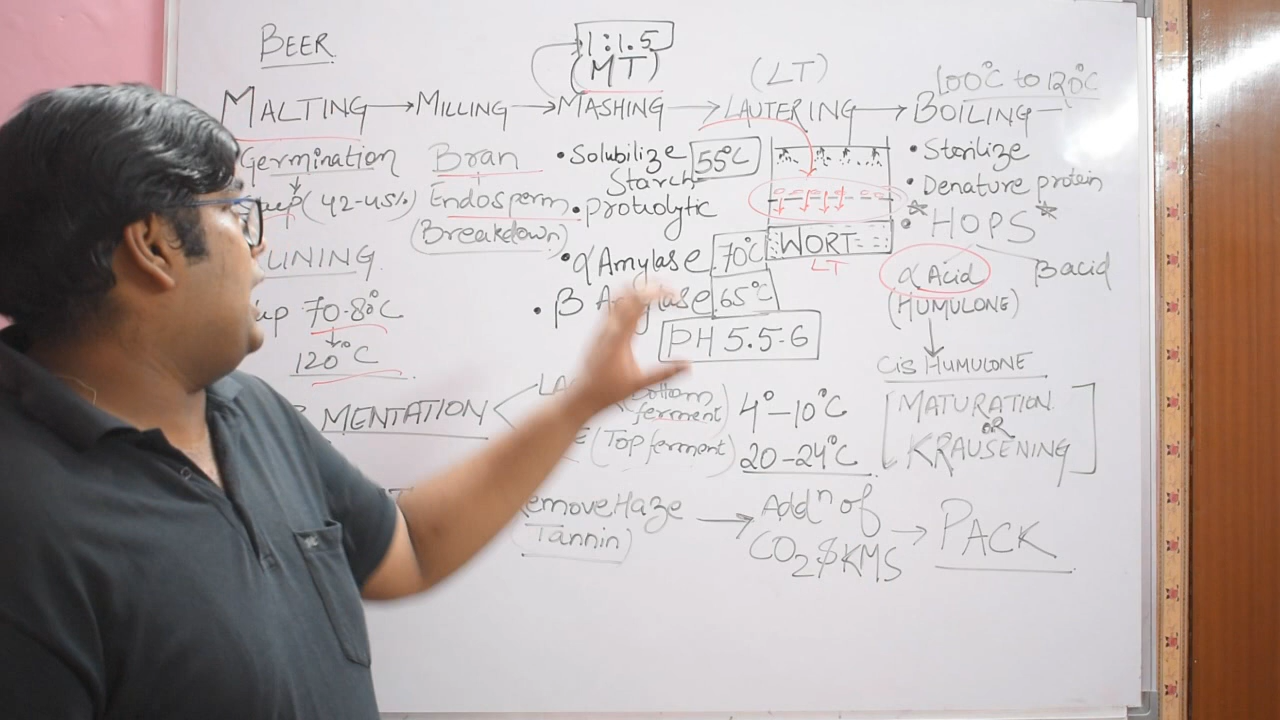 BEER
1:1.5
(MT)
(LT)
100°C to 120°C
MALTING → MILLING → MASHING → LAUTERING → BOILING
Germination
(42-45%)
Bran
Endosperm
(Breakdown)
• Solubilize
Starch
55°C
• protiolytic
• α Amylase 70°C
• β Amylase 65°C
PH 5.5-6
WORT
LT
• Sterilize
• Denature protein
• HOPS
α Acid
β acid
(HUMULONE)
CIS HUMULONE
70-80°C
120°C
MENTATION
(Top ferment)
ferment)
4°-10°C
20-24°C
[MATURATION
OR
KRAUSENING]
Remove Haze
Tannin)
→ Addⁿ of
CO2 $ KMS
→ PACK